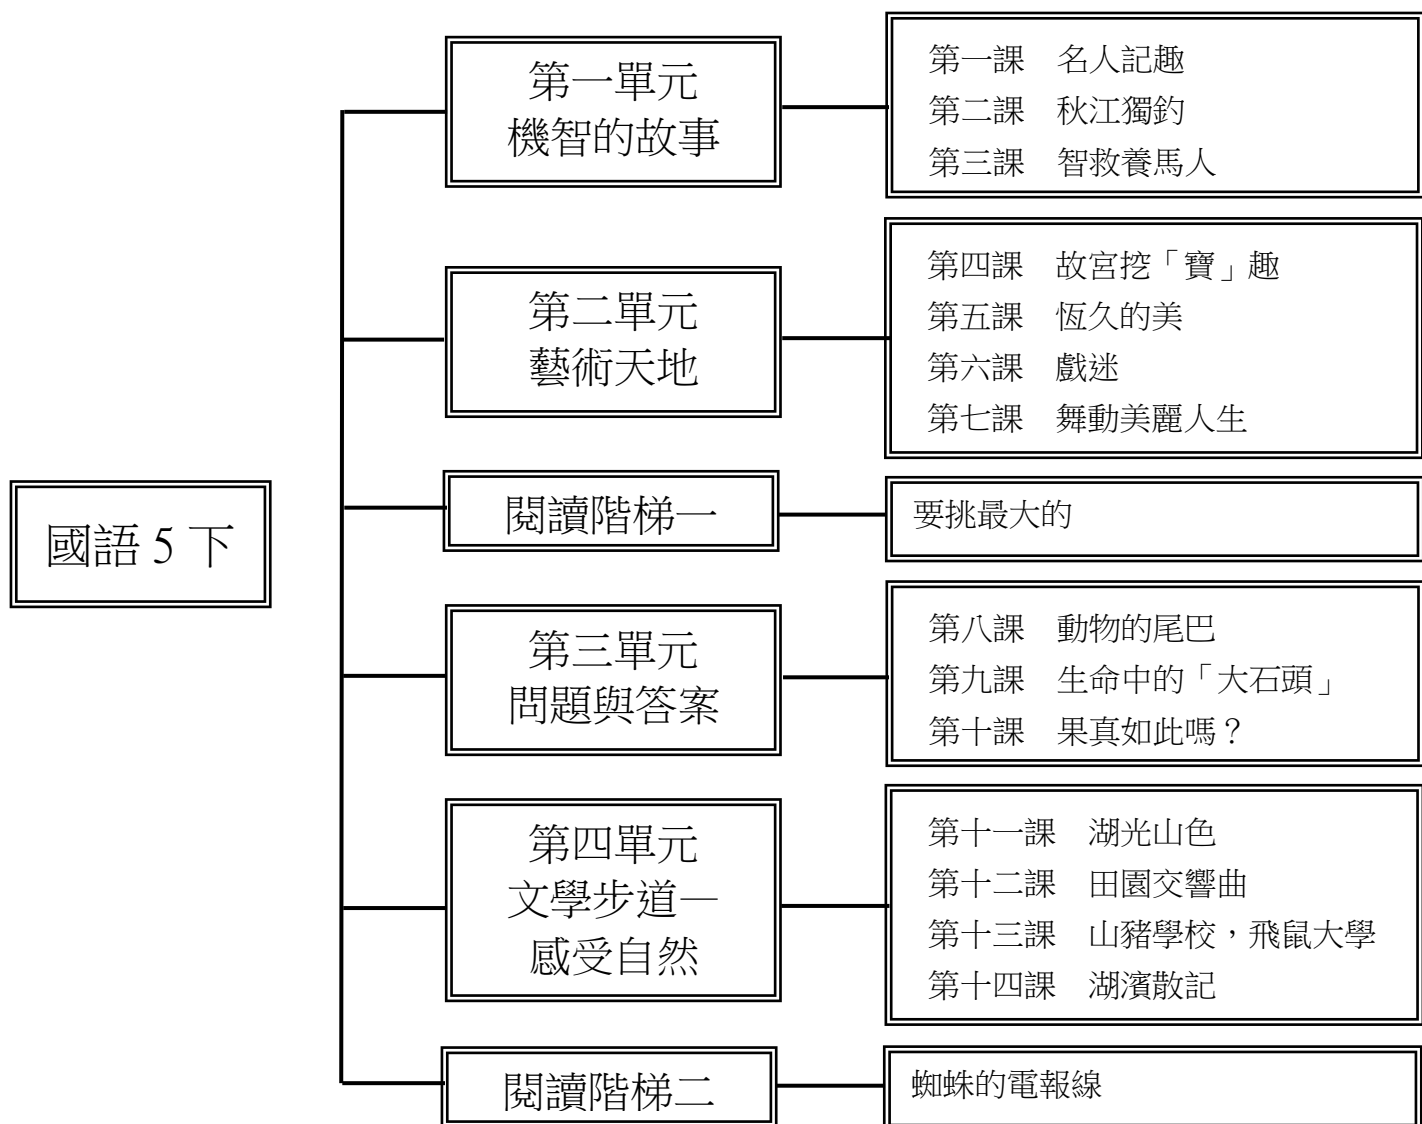 國語 5 下
第一單元
機智的故事
第一課　名人記趣
第二課　秋江獨釣
第三課　智救養馬人
第二單元
藝術天地
第四課　故宮挖「寶」趣
第五課　恆久的美
第六課　戲迷
第七課　舞動美麗人生
閱讀階梯一
要挑最大的
第三單元
問題與答案
第八課　動物的尾巴
第九課　生命中的「大石頭」
第十課　果真如此嗎？
第四單元
文學步道—
感受自然
第十一課　湖光山色
第十二課　田園交響曲
第十三課　山豬學校，飛鼠大學
第十四課　湖濱散記
閱讀階梯二
蜘蛛的電報線